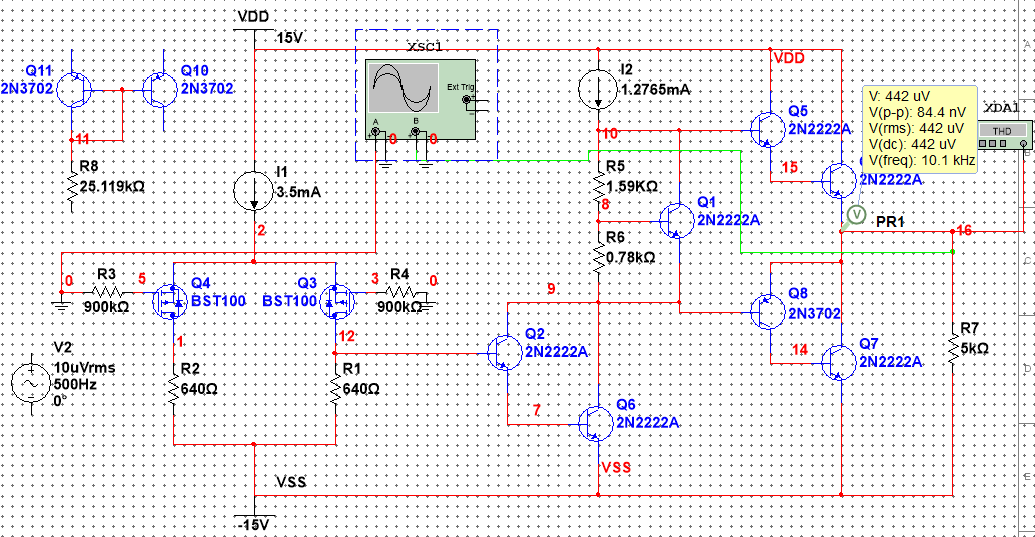 VDD
15V
XSC1
Ext Trig
A
B
0
0
I2
1.2765mA
VDD
Q11
2N3702
Q10
2N3702
11
R8
25.119kΩ
I1
3.5mA
2
10
R5
1.59KΩ
8
Q1
2N2222A
R6
0.78kΩ
Q5
2N2222A
15
2N2222A
V: 442 uV
V(p-p): 84.4 nV
V(rms): 442 uV
V(dc): 442 uV
V(freq): 10.1 kHz
XDA1
THD
V
PR1
16
0
R3
900kΩ
5
Q4
BST100
Q3
BST100
3
R4
900kΩ
0
9
1
12
Q2
2N2222A
Q8
2N3702
14
Q7
2N2222A
R7
5kΩ
V2
10uVrms
500Hz
0°
R2
640Ω
R1
640Ω
7
Q6
2N2222A
VSS
VSS
-15V
A
C
D
E